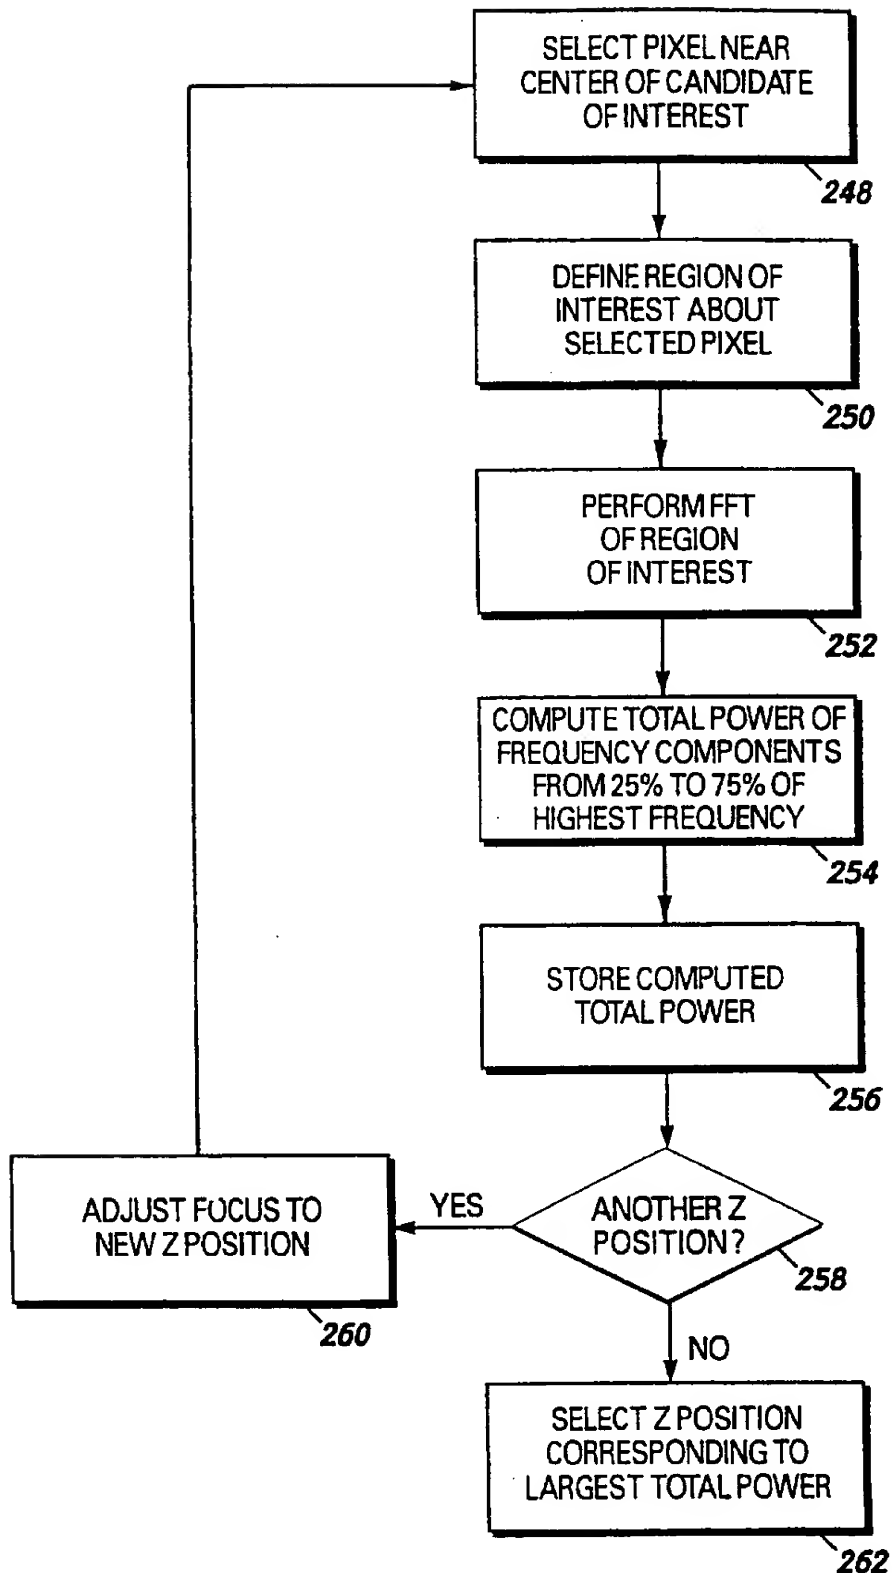 SELECT PIXEL NEAR
CENTER OF CANDIDATE
OF INTEREST
248
DEFINE REGION OF
INTEREST ABOUT
SELECTED PIXEL
250
PERFORM FFT
OF REGION
OF INTEREST
252
COMPUTE TOTAL POWER OF
FREQUENCY COMPONENTS
FROM 25% TO 75% OF
HIGHEST FREQUENCY
254
STORE COMPUTED
TOTAL POWER
256
ANOTHER Z
POSITION?
258
YES
ADJUST FOCUS TO
NEW Z POSITION
260
NO
SELECT Z POSITION
CORRESPONDING TO
LARGEST TOTAL POWER
262